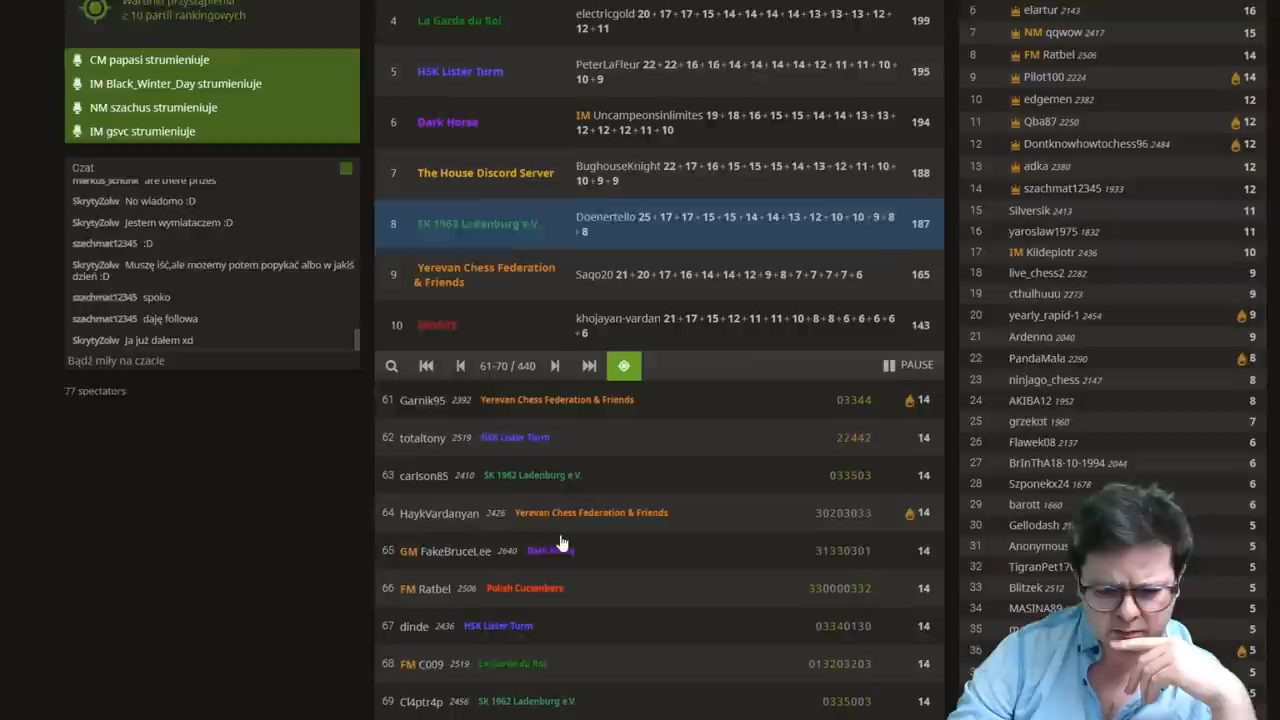 ≥ 10 partii rankingowych
CM papasi strumieniuje
IM Black_Winter_Day strumieniuje
NM szachus strumieniuje
IM gsvc strumieniuje
Czat
are there prizes
SkrytyZolw No wiadomo :D
SkrytyZolw Jestem wymiataczem :D
szachmat12345 :D
SkrytyZolw Muszę iść,ale możemy potem popykać albo w jakiś
dzień :D
szachmat12345 spoko
szachmat12345 daję followa
SkrytyZolw Ja już dałem xd
Bądź miły na czacie
77 spectators
4 La Garde du Roi electricgold 20 + 17 + 17 + 15 + 14 + 14 + 14 + 14 + 13 + 13 + 12 +
12 + 11 199
5 HSK Lister Turm PeterLaFleur 22 + 22 + 16 + 16 + 14 + 14 + 14 + 12 + 11 + 11 + 10 +
10 + 9 195
6 Dark Horse IM Uncampeonsinlimites 19 + 18 + 16 + 15 + 15 + 14 + 14 + 13 + 13 +
12 + 12 + 12 + 11 + 10 194
7 The House Discord Server BughouseKnight 22 + 17 + 16 + 15 + 15 + 14 + 13 + 12 + 11 + 10 +
10 + 10 + 9 + 9 188
8 SK 1962 Ladenburg e.V. Doenertello 25 + 17 + 17 + 15 + 15 + 14 + 14 + 13 + 12 + 10 + 10 + 9 + 8
+ 8 187
9 Yerevan Chess Federation
& Friends Sago20 21 + 20 + 17 + 16 + 14 + 14 + 12 + 9 + 8 + 7 + 7 + 7 + 7 + 6 165
10 khojayan-vardan 21 + 17 + 15 + 12 + 11 + 11 + 10 + 8 + 8 + 6 + 6 + 6 + 6
+ 6 143
61-70 / 440 PAUSE
61 Garnik95 2392 Yerevan Chess Federation & Friends 03344 14
62 totaltony 2519 HSK Lister Turm 22442 14
63 carlson85 2410 SK 1962 Ladenburg e.V. 033503 14
64 HaykVardanyan 2426 Yerevan Chess Federation & Friends 30203033 14
65 GM FakeBruceLee 2640 Dark 31330301 14
66 FM Ratbel 2506 Polish Cucumbers 330000332 14
67 dinde 2436 HSK Lister Turm 03340130 14
68 FM C009 2519 La Garde du Roi 013203203 14
69 Cl4ptr4p 2456 SK 1962 Ladenburg e.V. 0335003 14
6 elartur 2143 16
7 NM qqwow 2417 15
8 FM Ratbel 2506 14
9 Pilot100 2224 14
10 edgemen 2382 12
11 Qba87 2250 12
12 Dontknowhowtochess96 2484 12
13 adka 2380 12
14 szachmat12345 1933 12
15 Silversik 2413 11
16 yaroslaw1975 1832 11
17 IM Kildepiotr 2436 10
18 live_chess2 2282 9
19 cthulhuuu 2273 9
20 yearly_rapid-1 2454 9
21 Ardenno 2040 9
22 PandaMala 2290 8
23 ninjago_chess 2147 8
24 AKIBA12 1952 8
25 grzekot 1960 7
26 Flawek08 2137 6
27 BrInThA18-10-1994 2044 6
28 Szponekx24 1678 6
29 barott 1660 6
30 Gellodash 5
31 Anonymous 5
32 5
33 Blitzek 2512 5
34 MASINA89 5
35 5
36 5
5
5